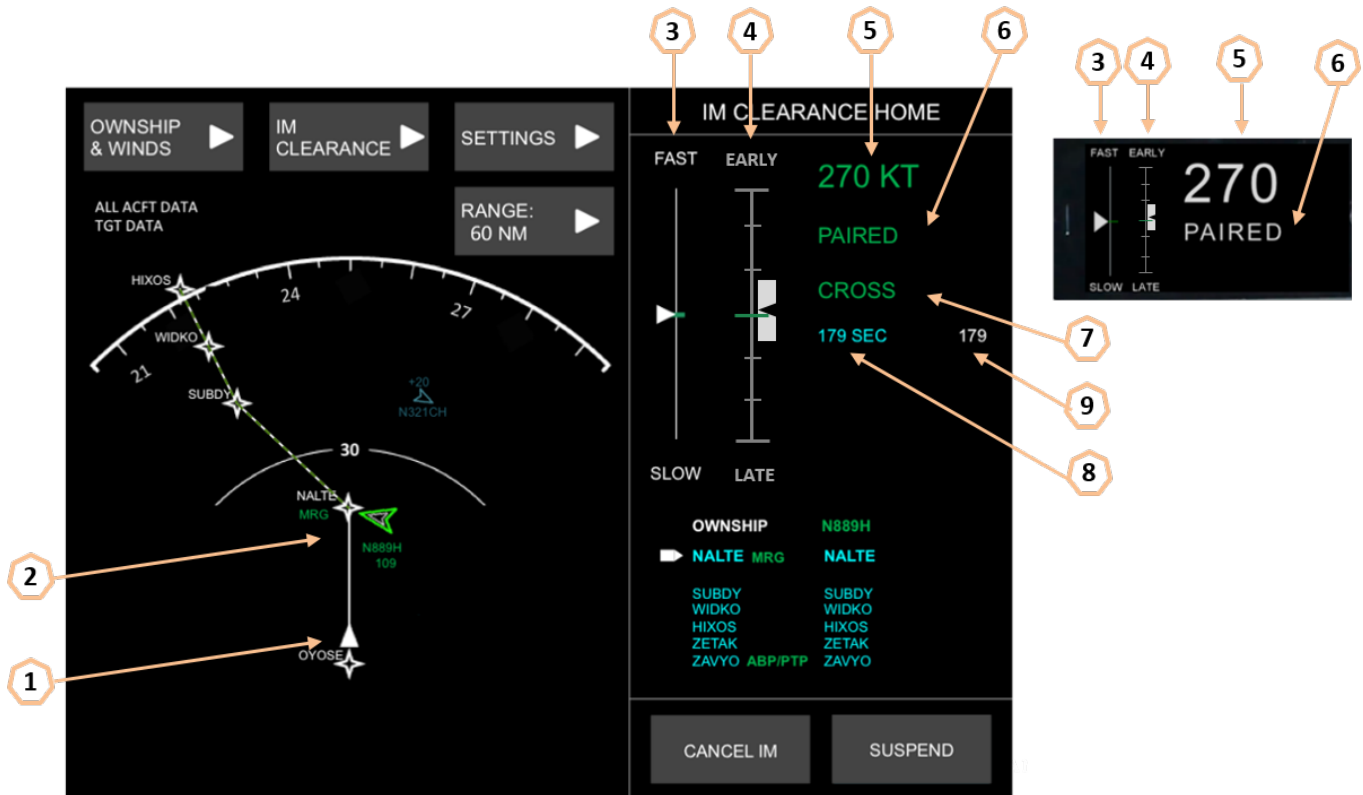 3
4
5
6
3
4
5
6
OWNSHIP
& WINDS
IM
CLEARANCE
SETTINGS
RANGE:
60 NM
ALL ACFT DATA
TGT DATA
HIXOS
24
27
WIDKO
21
SUBDY
+20
N321CH
30
NALTE
MRG
N889H
109
2
OYOSE
1
IM CLEARANCE HOME
FAST
EARLY
270 KT
PAIRED
CROSS
179 SEC
179
SLOW
LATE
7
9
8
OWNSHIP N889H
NALTE MRG NALTE
SUBDY SUBDY
WIDKO WIDKO
HIXOS HIXOS
ZETAK ZETAK
ZAVYO ABP/PTP ZAVYO
CANCEL IM
SUSPEND
FAST EARLY
270
PAIRED
SLOW LATE